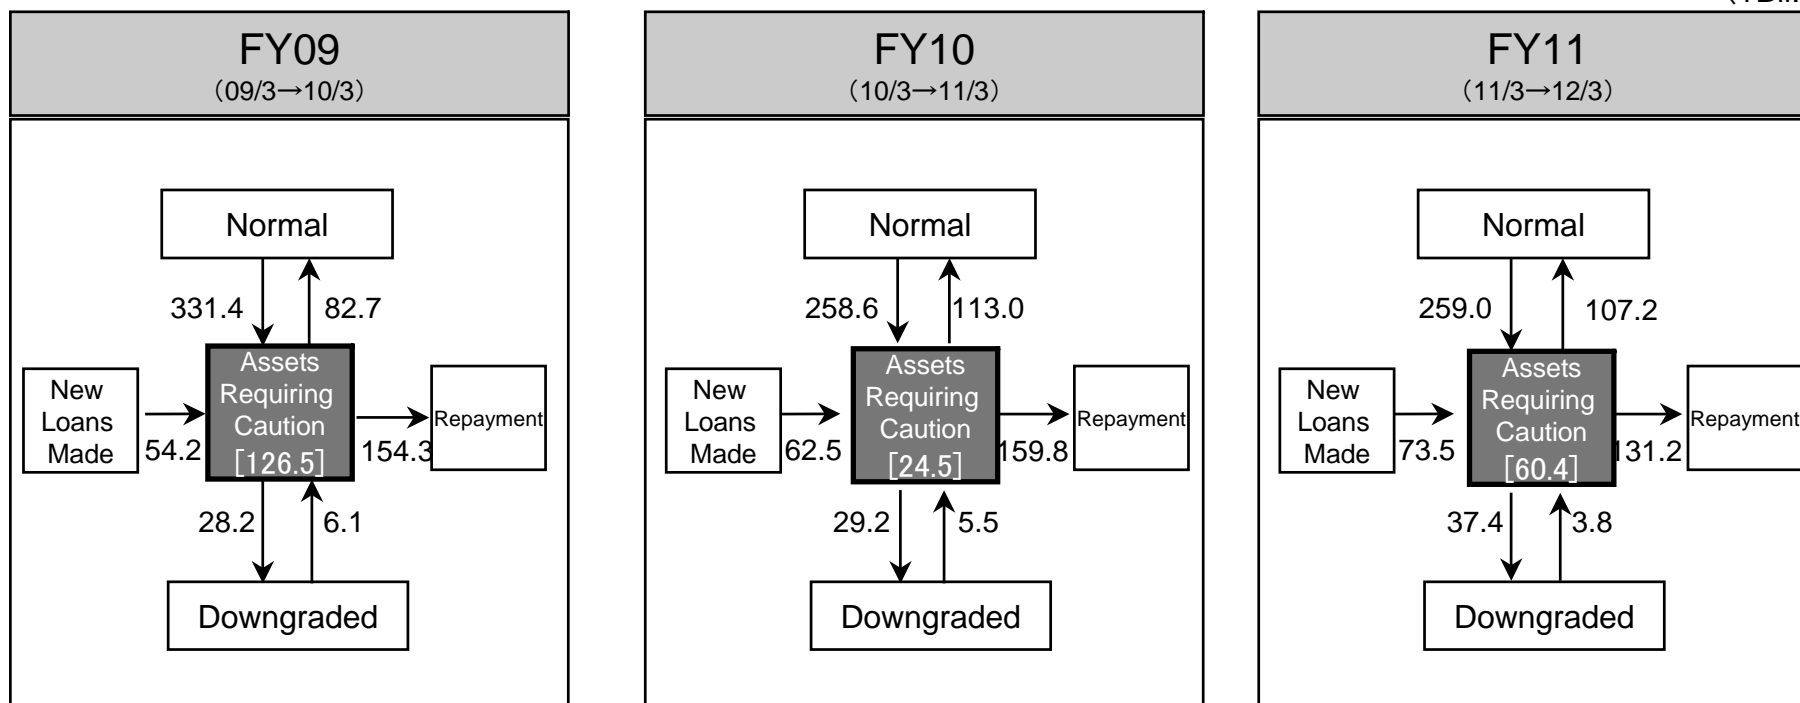 FY09
（09/3→10/3）
Normal
331.4
82.7
New
Loans
Made
54.2
Assets
Requiring
Caution
[126.5]
154.3
Repayment
28.2
6.1
Downgraded
FY10
（10/3→11/3）
Normal
258.6
113.0
New
Loans
Made
62.5
Assets
Requiring
Caution
[24.5]
159.8
Repayment
29.2
5.5
Downgraded
FY11
（11/3→12/3）
Normal
259.0
107.2
New
Loans
Made
73.5
Assets
Requiring
Caution
[60.4]
131.2
Repayment
37.4
3.8
Downgraded